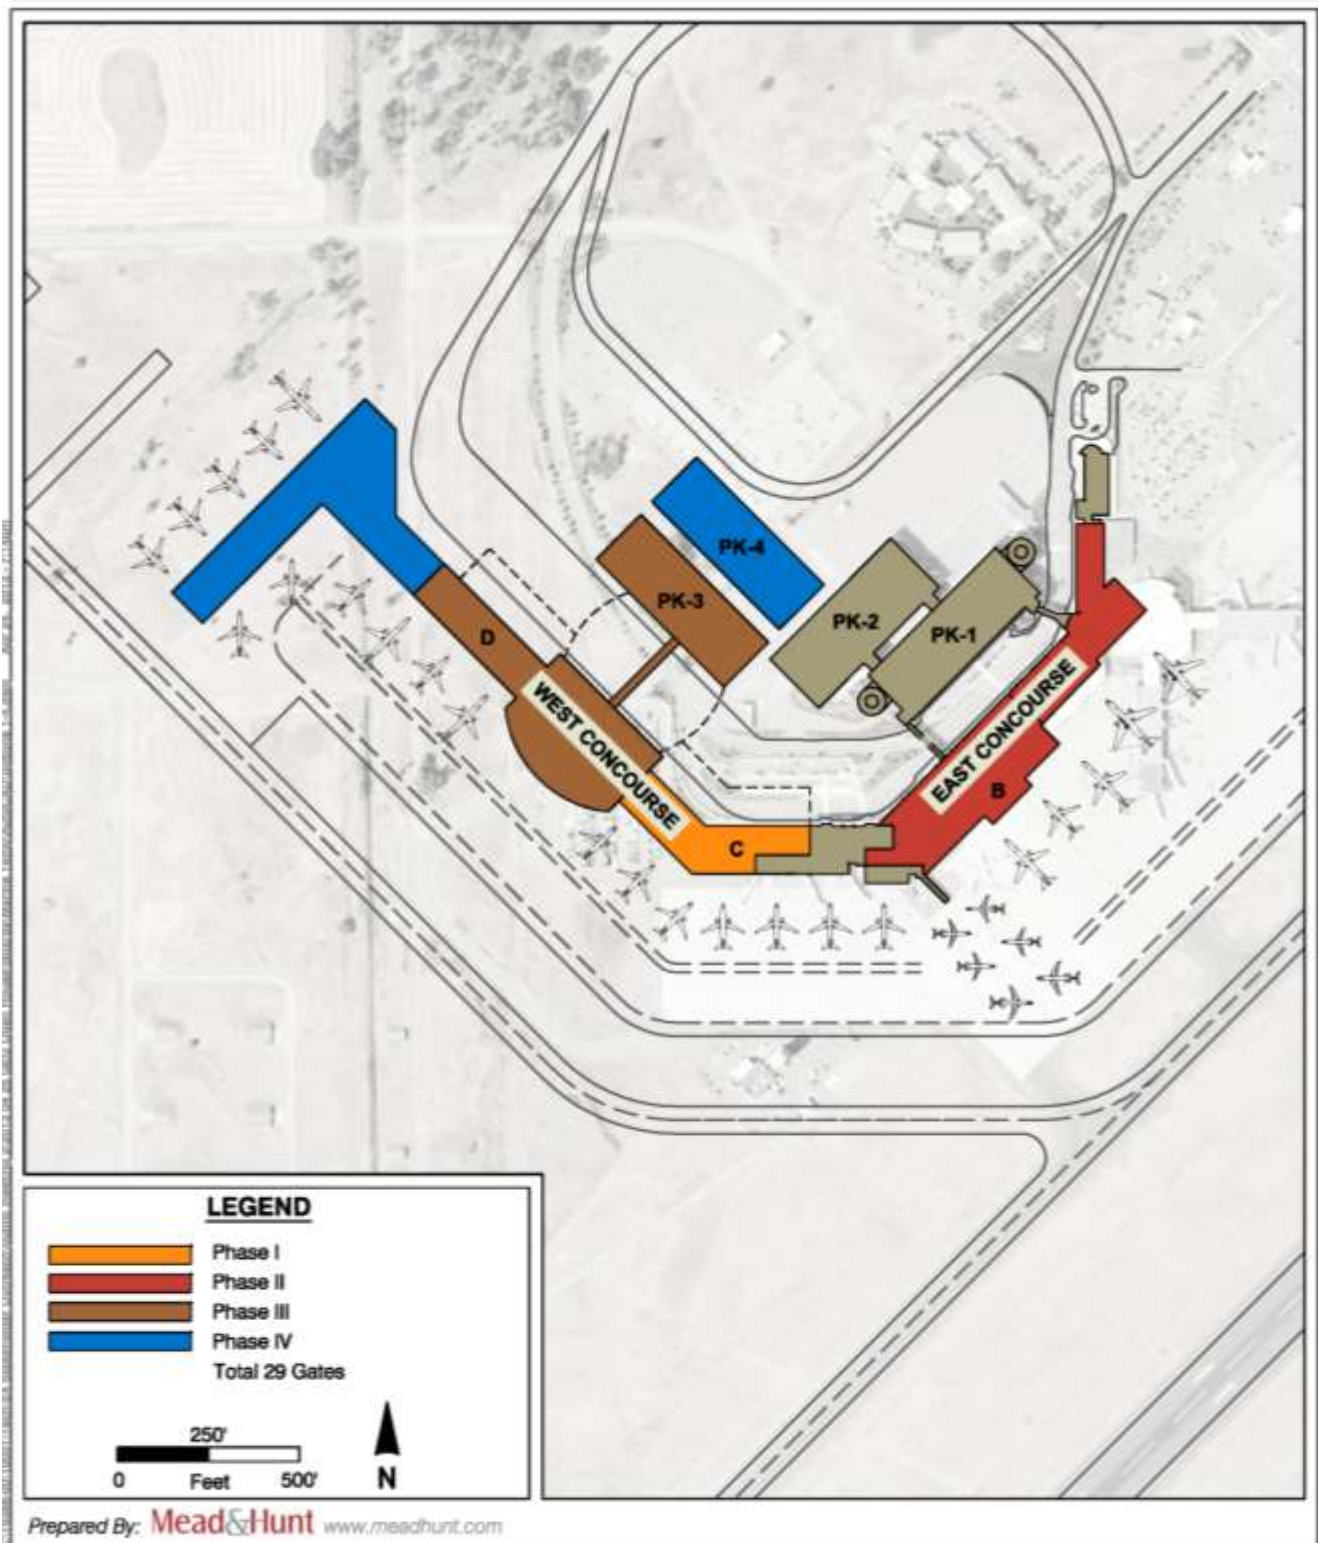 PK-4
PK-3
PK-2
PK-1
D
WEST CONCOURSE
EAST CONCOURSE
B
C
LEGEND
Phase I
Phase II
Phase III
Phase IV
Total 29 Gates
250'
0 Feet 500'
N
Prepared By: Mead&Hunt www.meadhunt.com